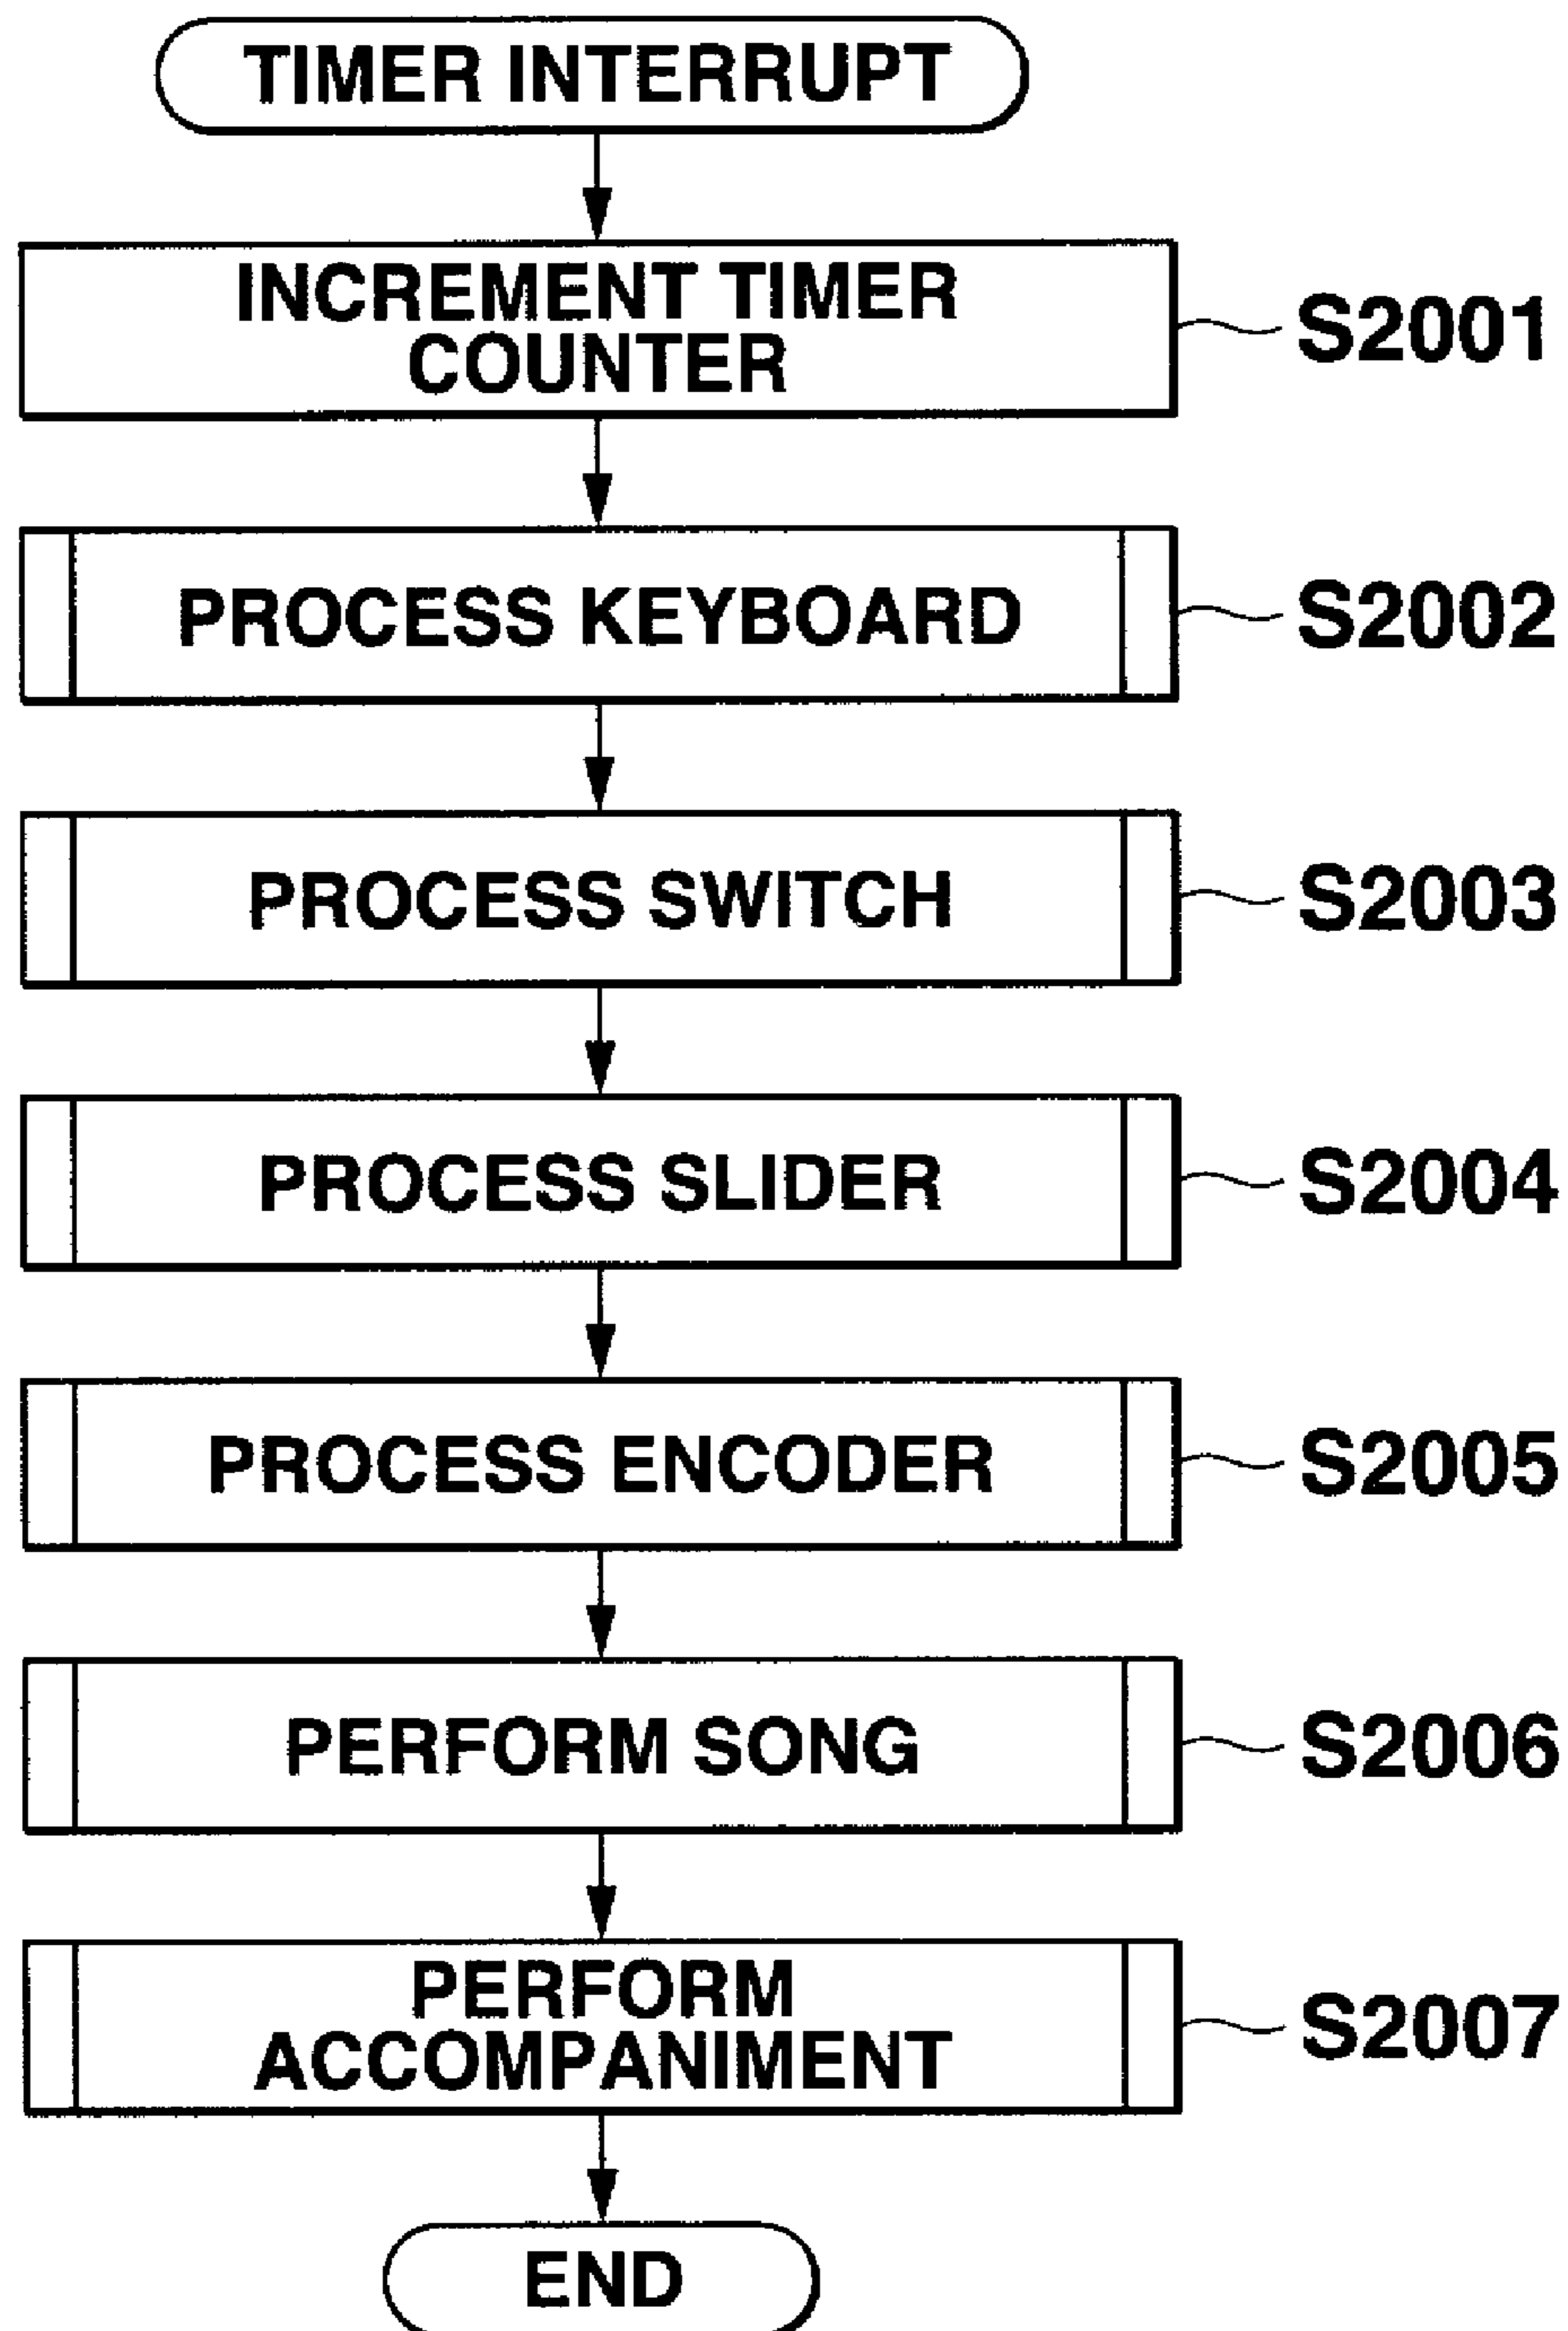 TIMER INTERRUPT
INCREMENT TIMER
COUNTER
S2001
PROCESS KEYBOARD
S2002
PROCESS SWITCH
S2003
PROCESS SLIDER
S2004
PROCESS ENCODER
S2005
PERFORM SONG
S2006
PERFORM
ACCOMPANIMENT
S2007
END